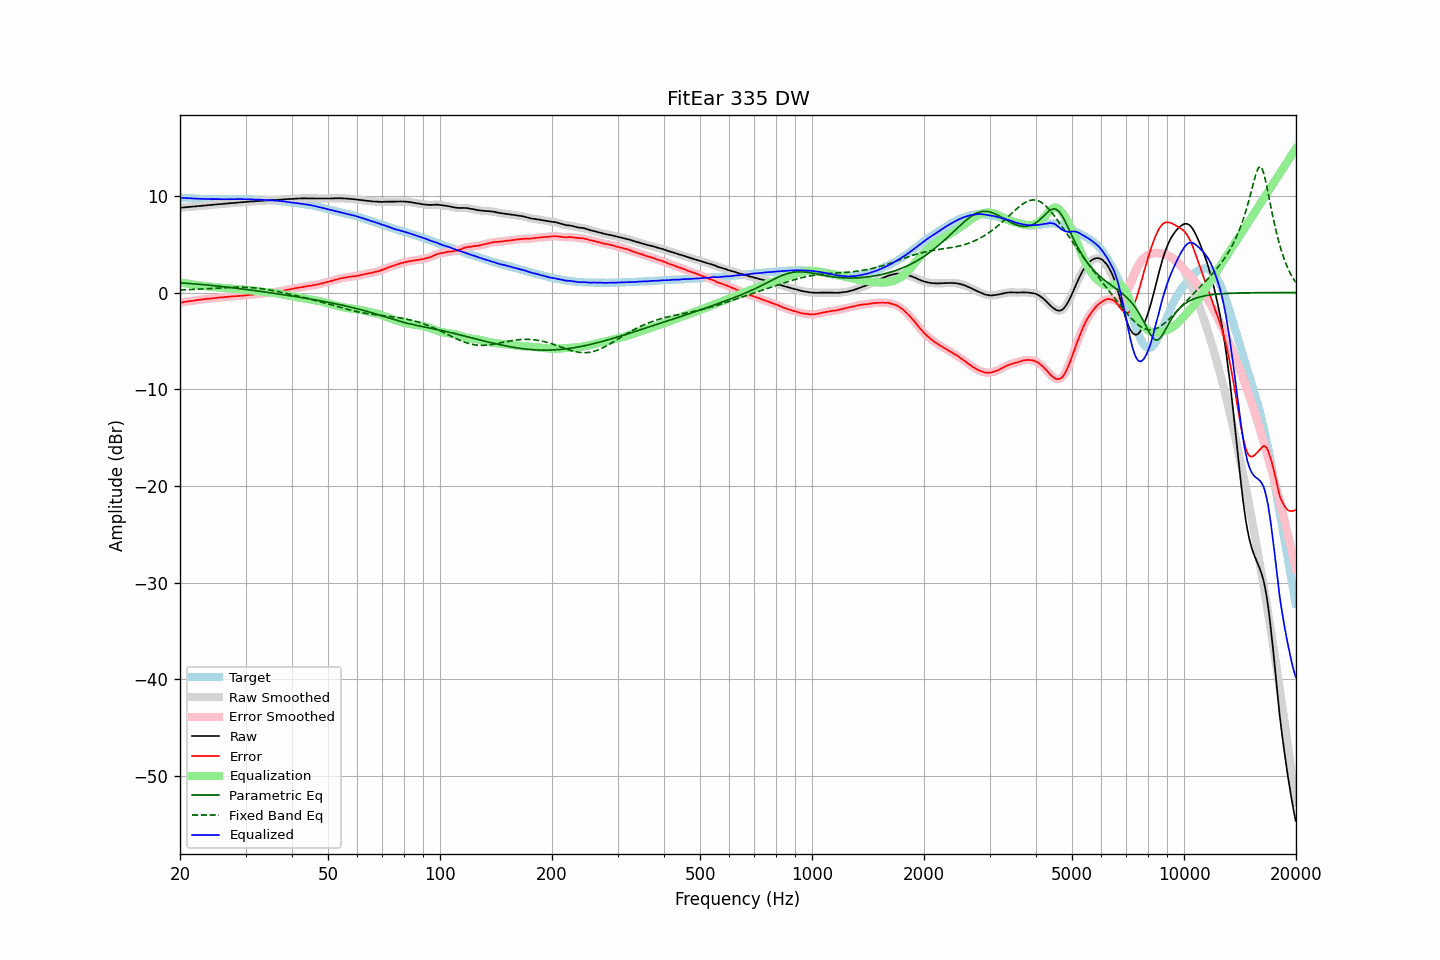 FitEar 335 DW
Amplitude (dBr)
10
0
−10
−20
−30
−40
−50
Target
Raw Smoothed
Error Smoothed
Raw
Error
Equalization
Parametric Eq
Fixed Band Eq
Equalized
20 50 100 200 500 1000 2000 5000 10000 20000
Frequency (Hz)